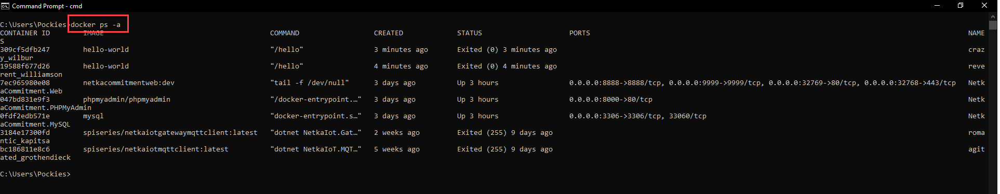 Command Prompt - cmd
C:\Users\Pockies>docker ps -a
CONTAINER ID        IMAGE                                        COMMAND                  CREATED             STATUS                     PORTS                                                                                          NAME
S
309cf5dfb247        hello-world                                  "/hello"                 3 minutes ago       Exited (0) 3 minutes ago                                                                                                  craz
y_wilbur
19588f677d26        hello-world                                  "/hello"                 4 minutes ago       Exited (0) 4 minutes ago                                                                                                  reve
rent_williamson
7ec965980e08        netkacommitmentweb:dev                       "tail -f /dev/null"      3 days ago          Up 3 hours                 0.0.0.0:8888->8888/tcp, 0.0.0.0:9999->9999/tcp, 0.0.0.0:32769->80/tcp, 0.0.0.0:32768->443/tcp   Netk
aCommitment.Web
047bd831e9f3        phpmyadmin/phpmyadmin                        "/docker-entrypoint.…"   3 days ago          Up 3 hours                 0.0.0.0:8000->80/tcp                                                                            Netk
aCommitment.PHPMyAdmin
0fdf2edb571e        mysql                                        "docker-entrypoint.s…"   3 days ago          Up 3 hours                 0.0.0.0:3306->3306/tcp, 33060/tcp                                                               Netk
aCommitment.MySQL
3184e17300fd        spiseries/netkaiotgatewaymqttclient:latest   "dotnet NetkaIot.Gat…"   2 weeks ago         Exited (255) 9 days ago                                                                                                   roma
ntic_kapitsa
bc186811e8c6        spiseries/netkaiotmqttclient:latest          "dotnet NetkaIoT.MQT…"   5 weeks ago         Exited (255) 9 days ago                                                                                                   agit
ated_grothendieck
C:\Users\Pockies>